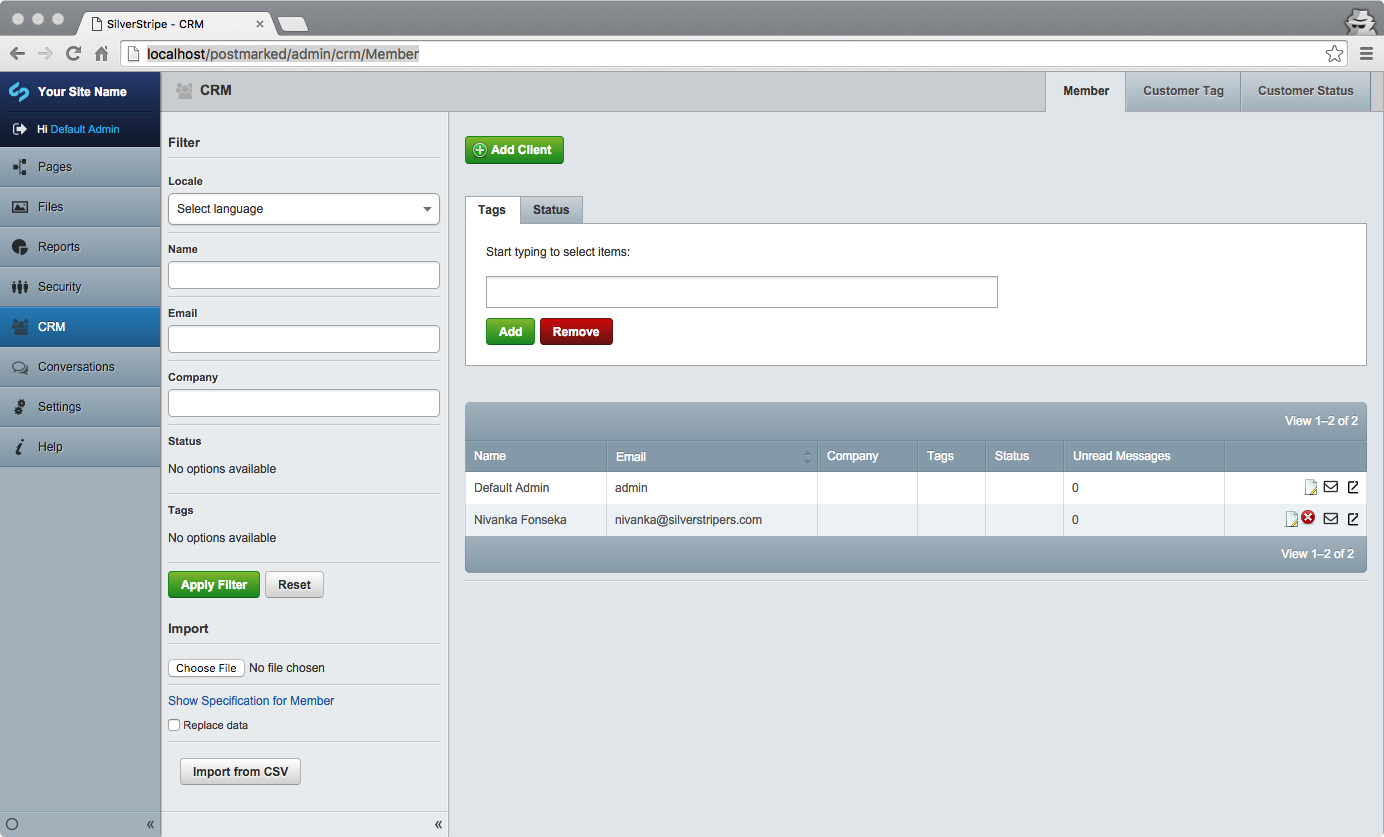 SilverStripe - CRM
localhost/postmarked/admin/crm/Member
Your Site Name
Hi Default Admin
Pages
Files
Reports
Security
CRM
Conversations
Settings
Help
CRM
Member
Customer Tag
Customer Status
Filter
Locale
Select language
Name
Email
Company
Status
No options available
Tags
No options available
Apply Filter
Reset
Import
Choose File No file chosen
Show Specification for Member
Replace data
Import from CSV
Add Client
Tags
Status
Start typing to select items:
Add
Remove
View 1–2 of 2
Name Email Company Tags Status Unread Messages
Default Admin admin 0
Nivanka Fonseka nivanka@silverstripers.com 0
View 1–2 of 2